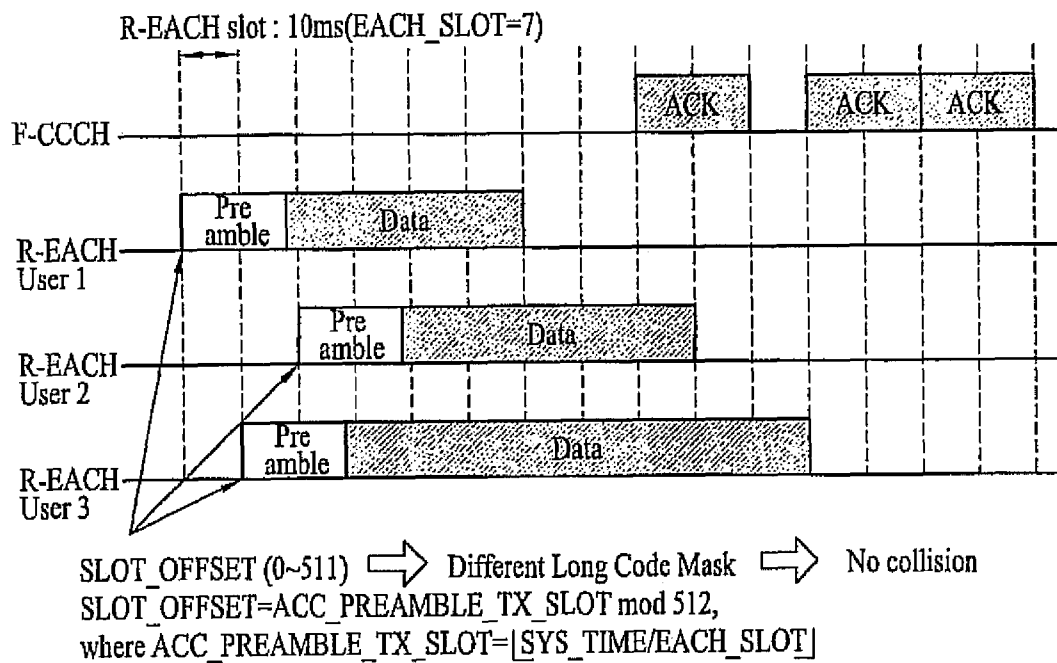 R-EACH slot : 10ms(EACH_SLOT=7)
ACK
ACK
ACK
F-CCCH
Pre
amble
Data
R-EACH
User 1
Pre
amble
Data
R-EACH
User 2
Pre
amble
Data
R-EACH
User 3
SLOT_OFFSET (0~511) ⇨ Different Long Code Mask ⇨ No collision
SLOT_OFFSET=ACC_PREAMBLE_TX_SLOT mod 512,
where ACC_PREAMBLE_TX_SLOT=⌊SYS_TIME/EACH_SLOT⌋